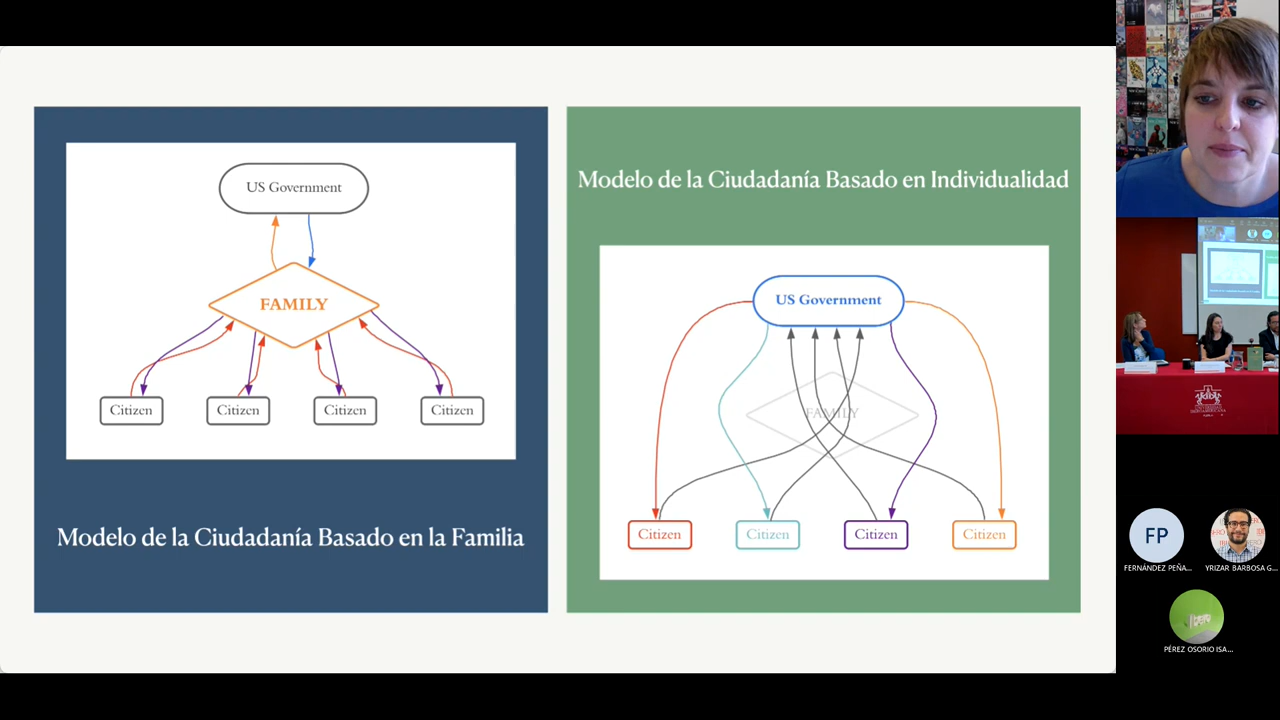 US Government
FAMILY
Citizen
Citizen
Citizen
Citizen
Modelo de la Ciudadanía Basado en la Familia
Modelo de la Ciudadanía Basado en Individualidad
US Government
FAMILY
Citizen
Citizen
Citizen
Citizen
FP
FERNÁNDEZ PEÑA...
YRIZAR BARBOSA G...
PÉREZ OSORIO ISA...